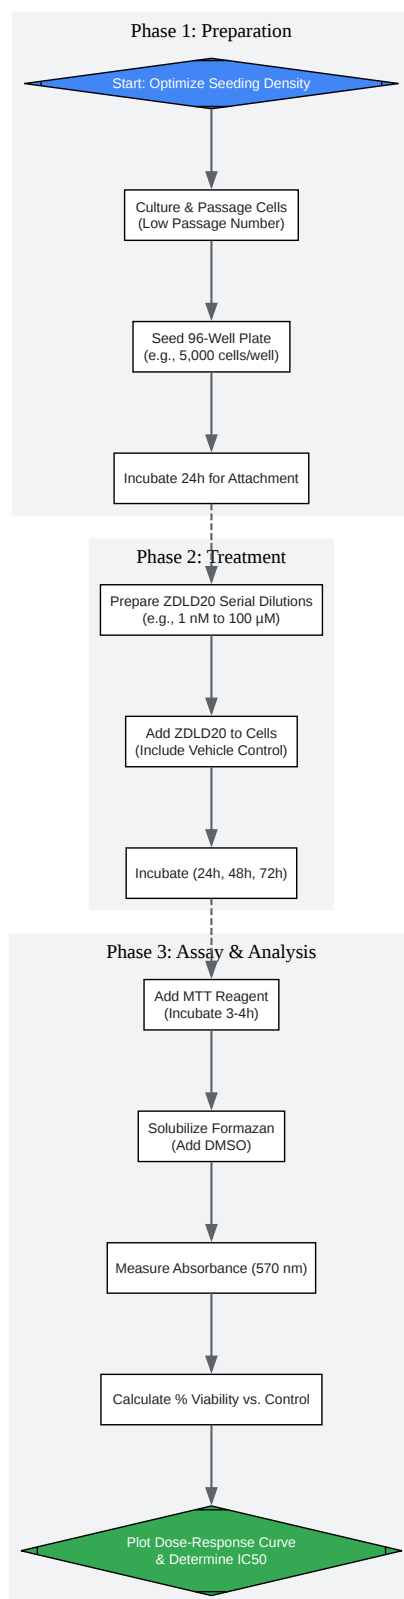 Phase 1: Preparation
Start: Optimize Seeding Density
Culture & Passage Cells
(Low Passage Number)
Seed 96-Well Plate
(e.g., 5,000 cells/well)
Incubate 24h for Attachment
Phase 2: Treatment
Prepare ZDLD20 Serial Dilutions
(e.g., 1 nM to 100 µM)
Add ZDLD20 to Cells
(Include Vehicle Control)
Incubate (24h, 48h, 72h)
Phase 3: Assay & Analysis
Add MTT Reagent
(Incubate 3-4h)
Solubilize Formazan
(Add DMSO)
Measure Absorbance (570 nm)
Calculate % Viability vs. Control
Plot Dose-Response Curve
& Determine IC50